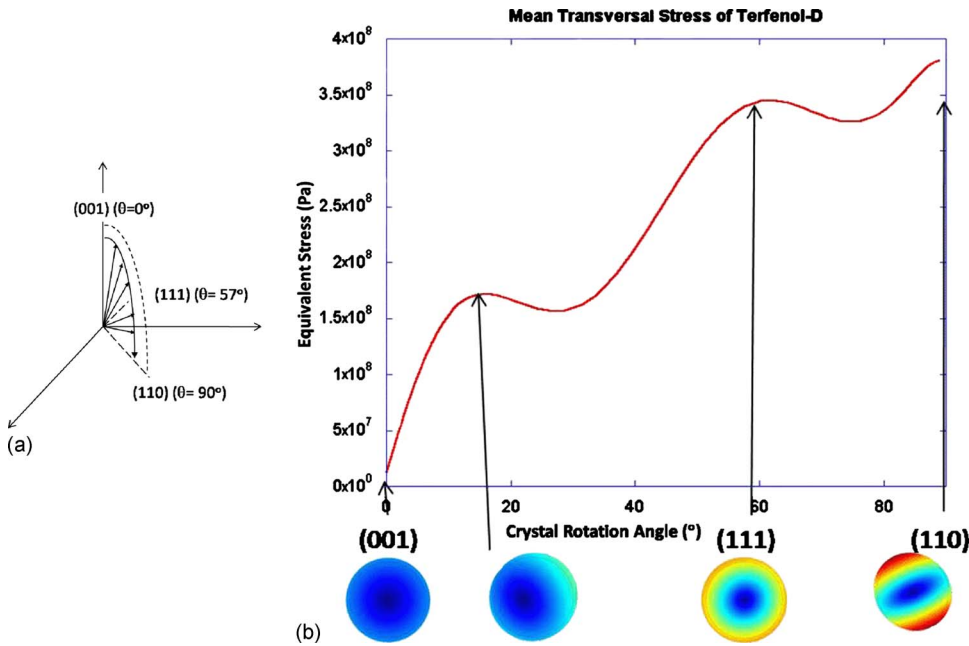 (001) (θ=0°)
(111) (θ= 57°)
(110) (θ= 90°)
(a)
Mean Transversal Stress of Terfenol-D
4x10⁸
3.5x10⁸
3x10⁸
2.5x10⁸
2x10⁸
1.5x10⁸
1x10⁸
5x10⁷
0x10⁰
Equivalent Stress (Pa)
0 20 40 60 80
Crystal Rotation Angle (°)
(001) (111) (110)
(b)